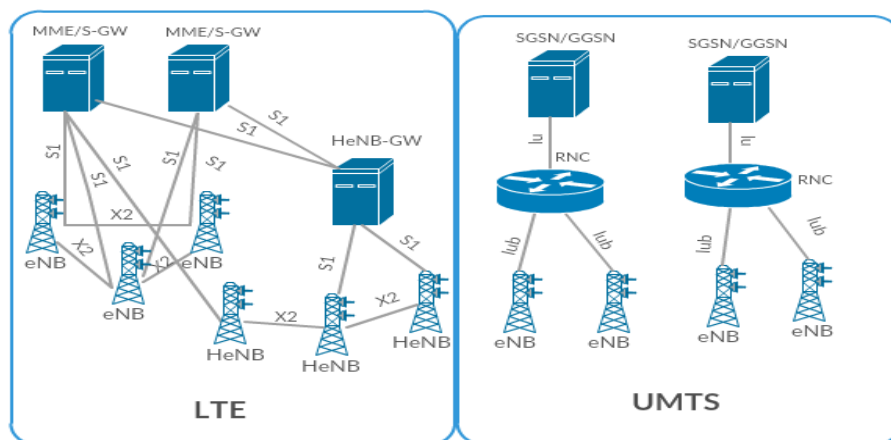 MME/S-GW
MME/S-GW
S1
S1
HeNB-GW
S1
S1
S1
S1
S1
X2
X2
X2
eNB
eNB
eNB
S1
S1
X2
X2
HeNB
HeNB
HeNB
LTE
SGSN/GGSN
SGSN/GGSN
Iu
Iu
RNC
RNC
Iub
Iub
Iub
Iub
eNB
eNB
eNB
eNB
UMTS